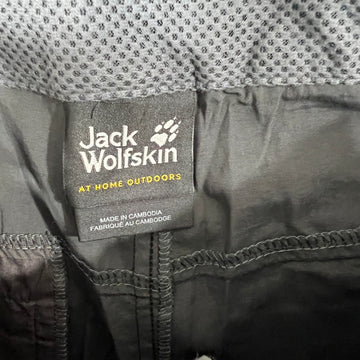 Jack
Wolfskin
AT HOME OUTDOORS
MADE IN CAMBODIA
FABRIQUÉ AU CAMBODGE